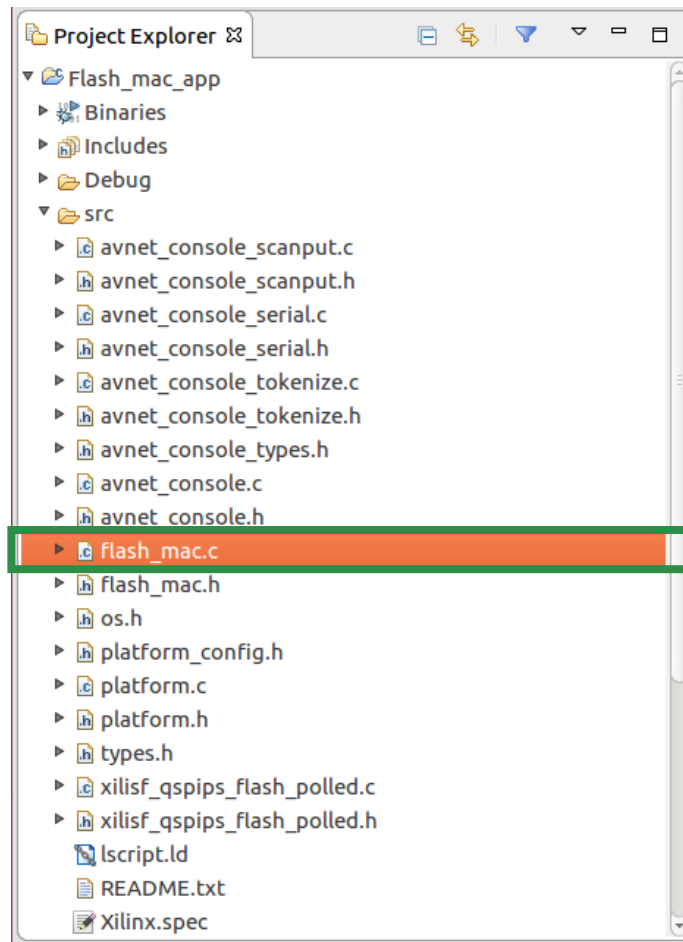 Project Explorer
Flash_mac_app
Binaries
Includes
Debug
src
avnet_console_scanput.c
avnet_console_scanput.h
avnet_console_serial.c
avnet_console_serial.h
avnet_console_tokenize.c
avnet_console_tokenize.h
avnet_console_types.h
avnet_console.c
avnet_console.h
flash_mac.c
flash_mac.h
os.h
platform_config.h
platform.c
platform.h
types.h
xilisf_qspips_flash_polled.c
xilisf_qspips_flash_polled.h
lscript.ld
README.txt
Xilinx.spec